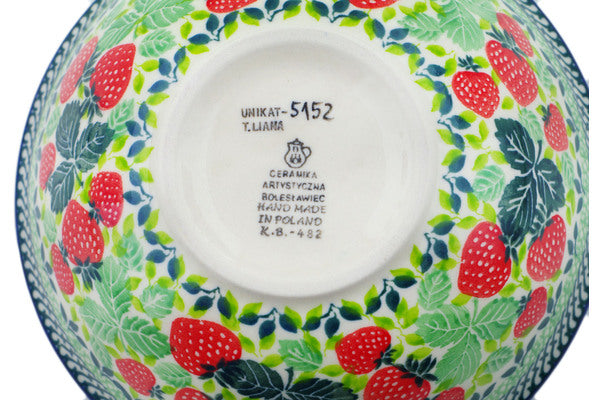 UNIKAT-5152
T.LIANA
CERAMIKA
ARTYSTYCZNA
BOLESŁAWIEC
HAND MADE
IN POLAND
K.B.-482